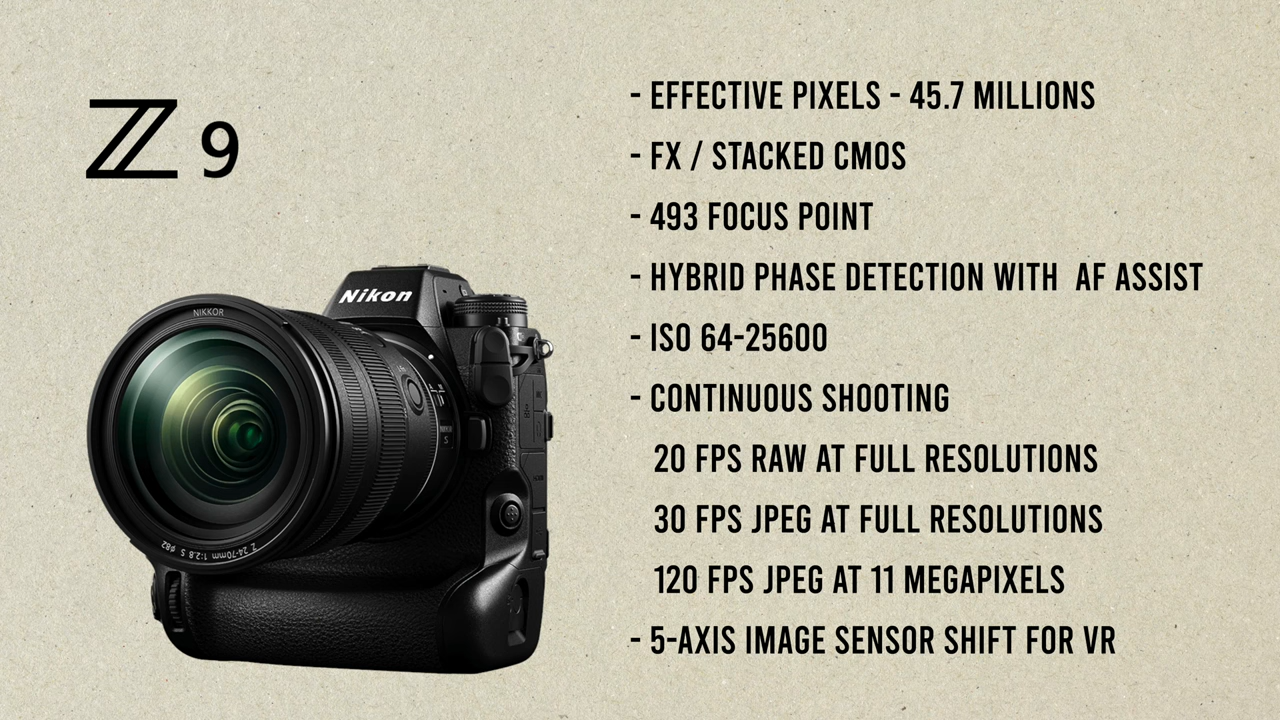 Z 9
- EFFECTIVE PIXELS - 45.7 MILLIONS
- FX / STACKED CMOS
- 493 FOCUS POINT
- HYBRID PHASE DETECTION WITH  AF ASSIST
- ISO 64-25600
- CONTINUOUS SHOOTING
20 FPS RAW AT FULL RESOLUTIONS
30 FPS JPEG AT FULL RESOLUTIONS
120 FPS JPEG AT 11 MEGAPIXELS
- 5-AXIS IMAGE SENSOR SHIFT FOR VR
Nikon
NIKKOR
Z 24-70mm 1:2.8 S ø82